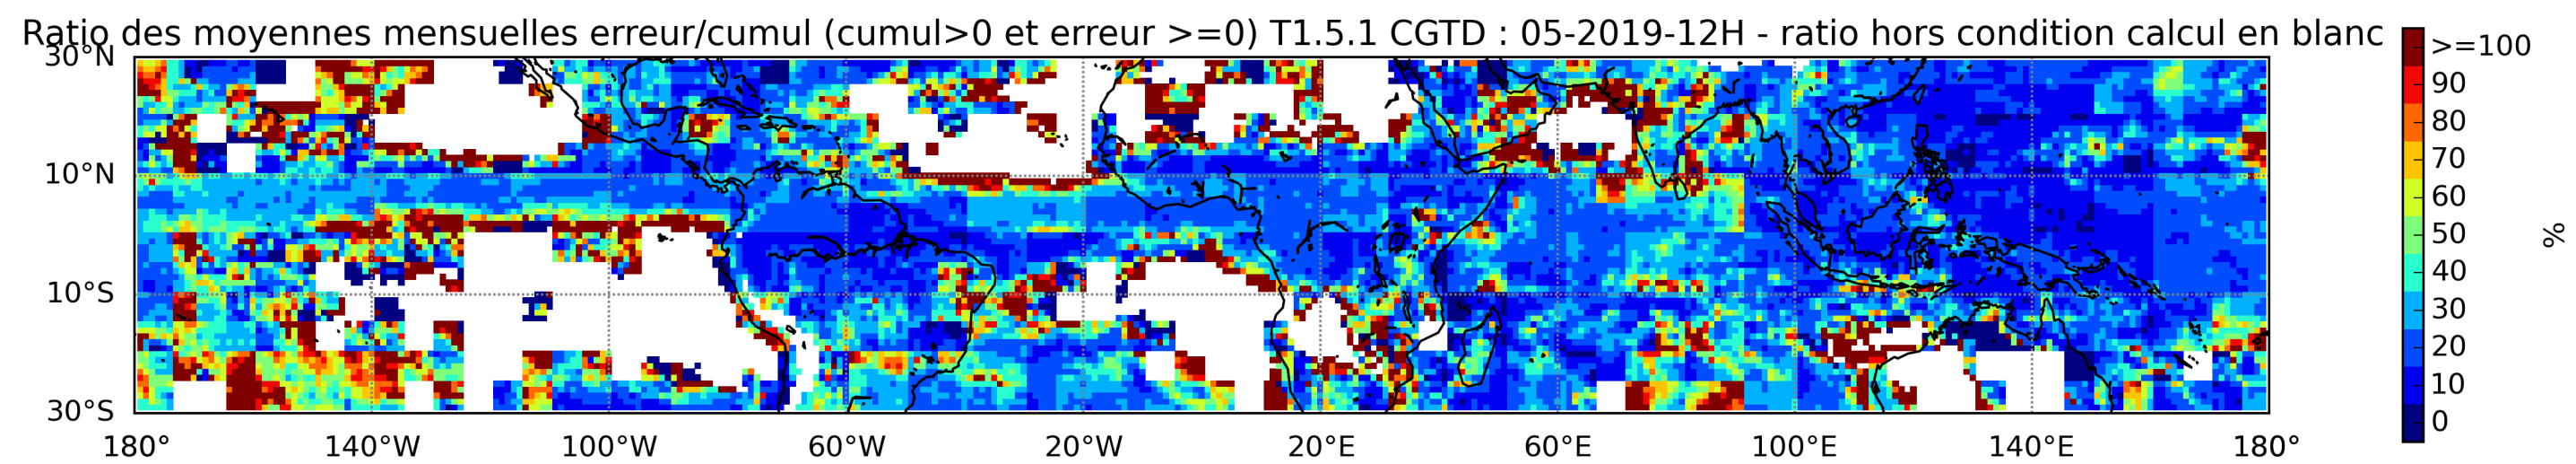 Ratio des moyennes mensuelles erreur/cumul (cumul>0 et erreur >=0) T1.5.1 CGTD : 05-2019-12H - ratio hors condition calcul en blanc
30°N
10°N
10°S
30°S
180° 140°W 100°W 60°W 20°W 20°E 60°E 100°E 140°E 180°
>=100
90
80
70
60
50
40
30
20
10
0
%